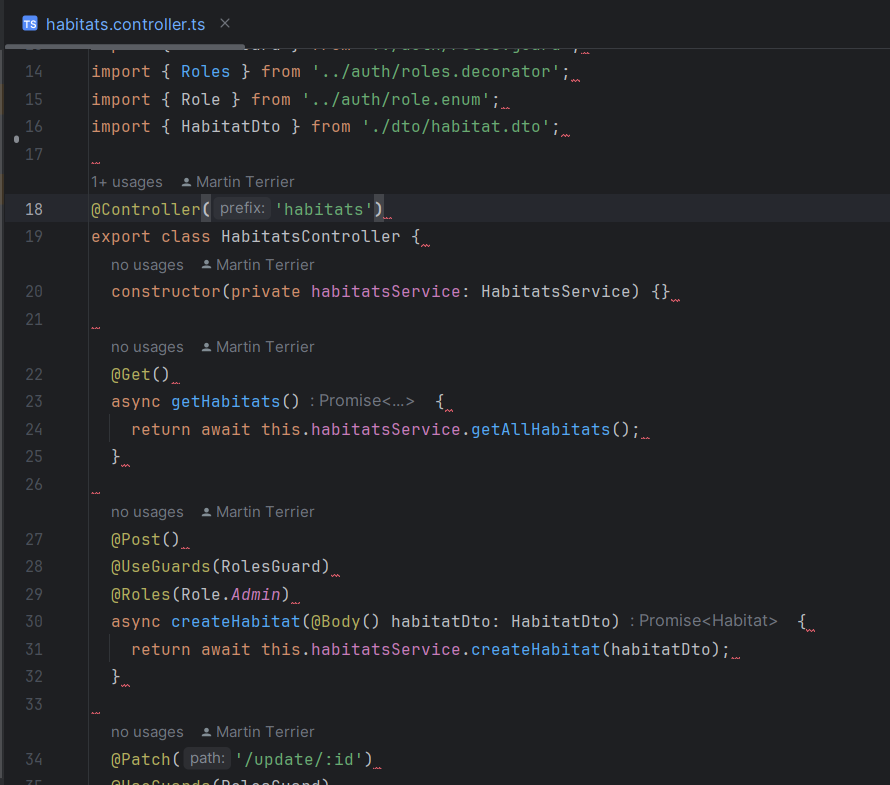 TS habitats.controller.ts ×
14 import { Roles } from '../auth/roles.decorator';
15 import { Role } from '../auth/role.enum';
16 import { HabitatDto } from './dto/habitat.dto';
17
1+ usages Martin Terrier
18 @Controller( prefix: 'habitats')
19 export class HabitatsController {
no usages Martin Terrier
20 constructor(private habitatsService: HabitatsService) {}
21
no usages Martin Terrier
22 @Get()
23 async getHabitats() : Promise<...> {
24 return await this.habitatsService.getAllHabitats();
25 }
26
no usages Martin Terrier
27 @Post()
28 @UseGuards(RolesGuard)
29 @Roles(Role.Admin)
30 async createHabitat(@Body() habitatDto: HabitatDto) : Promise<Habitat> {
31 return await this.habitatsService.createHabitat(habitatDto);
32 }
33
no usages Martin Terrier
34 @Patch( path: '/update/:id')
35 @UseGuards(RolesGuard)